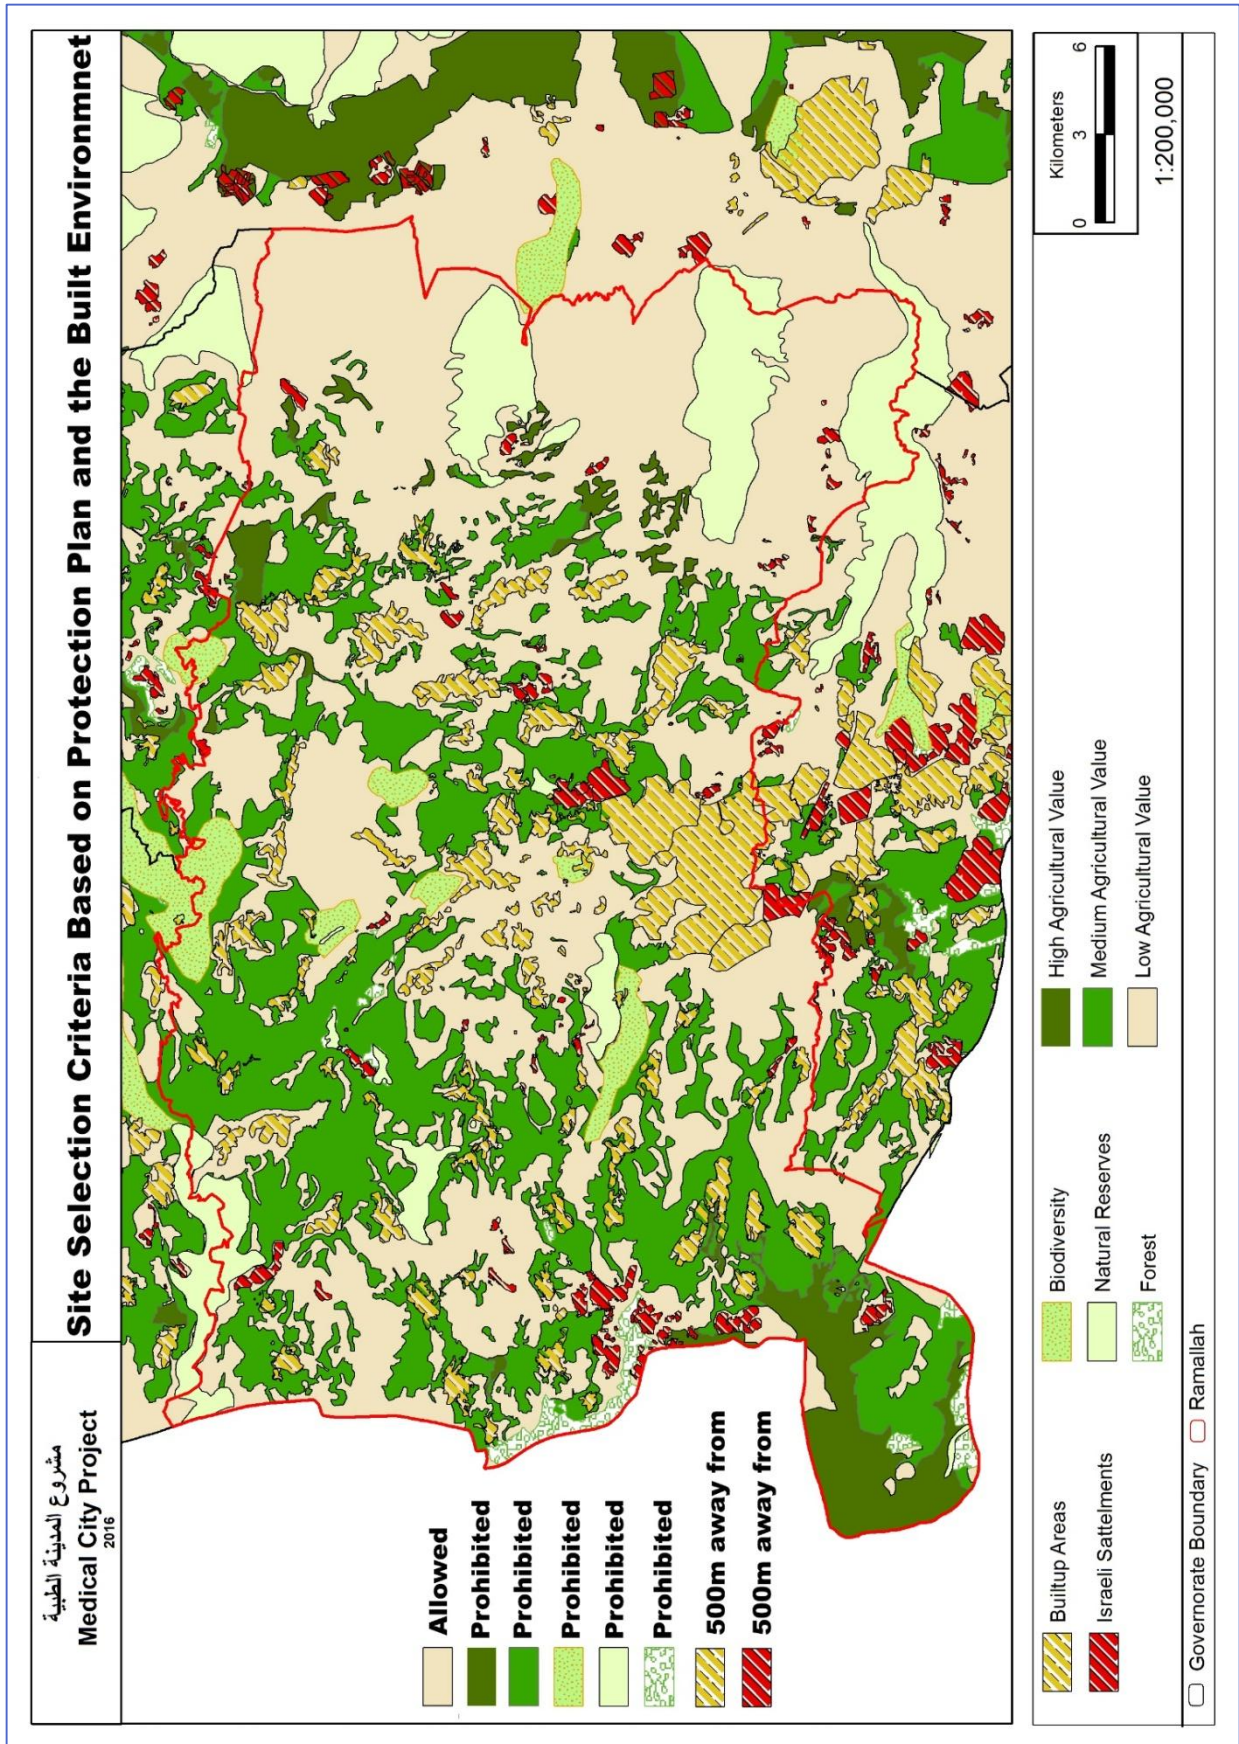 مشروع المدينة الطبية
Medical City Project
2016
Site Selection Criteria Based on Protection Plan and the Built Environmnet
Allowed
Prohibited
Prohibited
Prohibited
Prohibited
Prohibited
500m away from
500m away from
Builtup Areas
Israeli Sattelments
Biodiversity
Natural Reserves
Forest
High Agricultural Value
Medium Agricultural Value
Low Agricultural Value
Governorate Boundary
Ramallah
Kilometers
0 3 6
1:200,000